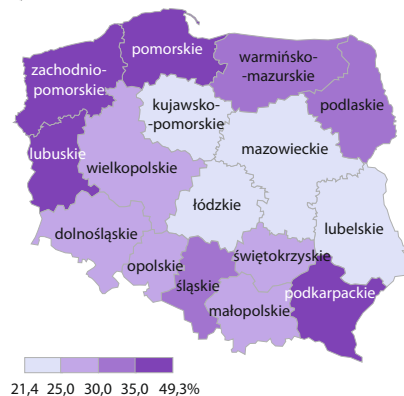 pomorskie
zachodnio-
-pomorskie
warmińsko-
-mazurskie
podlaskie
kujawsko-
-pomorskie
mazowieckie
lubuskie
wielkopolskie
łódzkie
lubelskie
dolnośląskie
opolskie
śląskie
świętokrzyskie
podkarpackie
małopolskie
21,4 25,0 30,0 35,0 49,3%